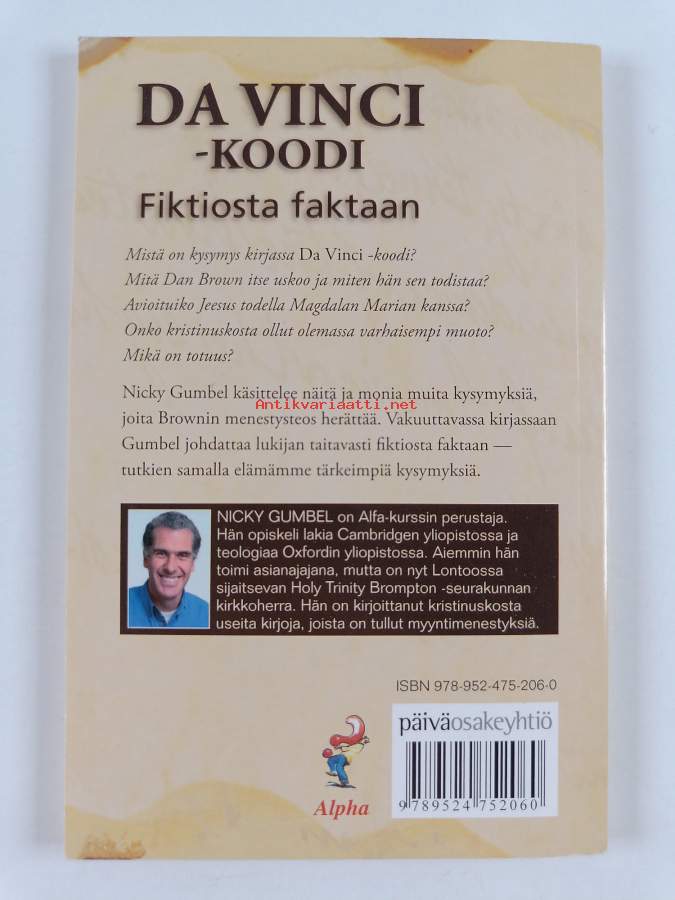 DA VINCI
-KOODI
Fiktiosta faktaan
Mistä on kysymys kirjassa Da Vinci -koodi?
Mitä Dan Brown itse uskoo ja miten hän sen todistaa?
Avioituiko Jeesus todella Magdalan Marian kanssa?
Onko kristinuskosta ollut olemassa varhaisempi muoto?
Mikä on totuus?
Nicky Gumbel käsittelee näitä ja monia muita kysymyksiä,
Antikvariaatti.net
joita Brownin menestysteos herättää. Vakuuttavassa kirjassaan
Gumbel johdattaa lukijan taitavasti fiktiosta faktaan —
tutkien samalla elämämme tärkeimpiä kysymyksiä.
NICKY GUMBEL on Alfa-kurssin perustaja.
Hän opiskeli lakia Cambridgen yliopistossa ja
teologiaa Oxfordin yliopistossa. Aiemmin hän
toimi asianajajana, mutta on nyt Lontoossa
sijaitsevan Holy Trinity Brompton -seurakunnan
kirkkoherra. Hän on kirjoittanut kristinuskosta
useita kirjoja, joista on tullut myyntimenestyksiä.
ISBN 978-952-475-206-0
päiväosakeyhtiö
Alpha
9 789524 752060